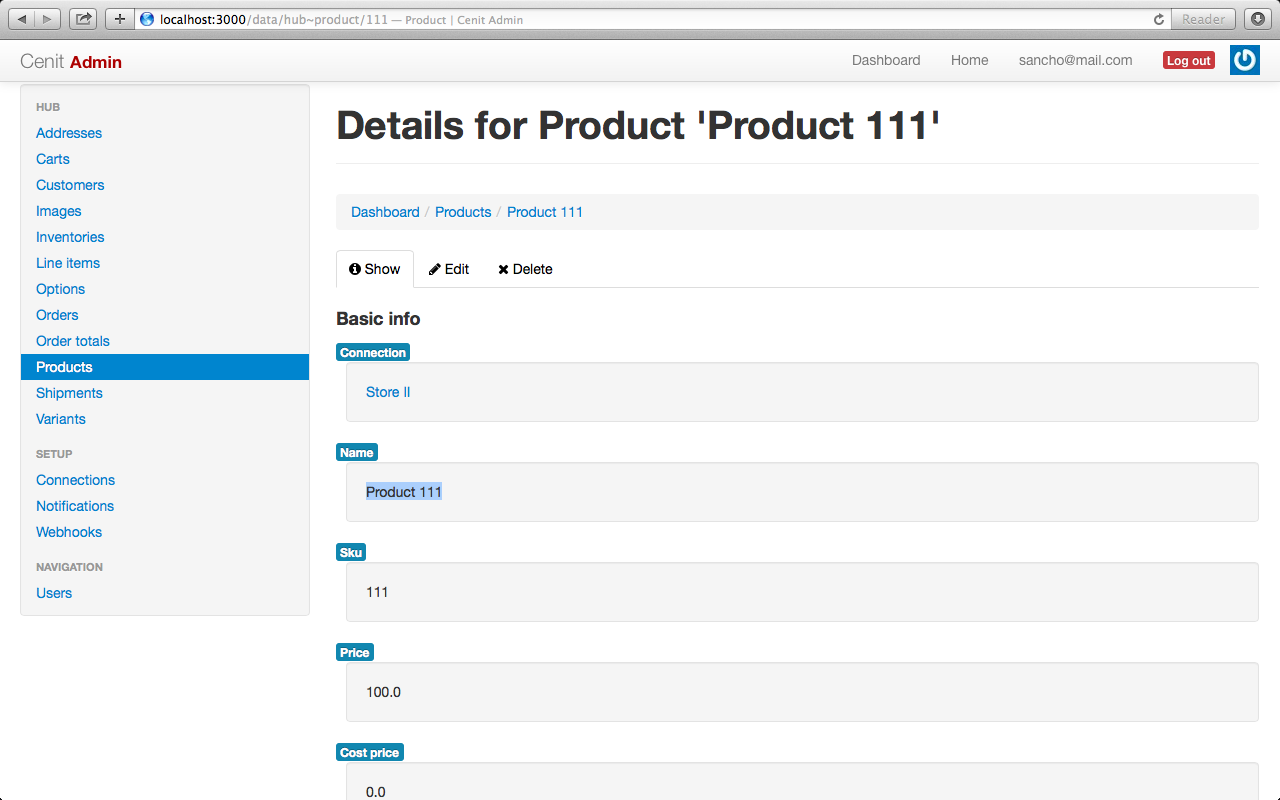 localhost:3000/data/hub~product/111 — Product | Cenit Admin
Reader
Cenit Admin
Dashboard
Home
sancho@mail.com
Log out
HUB
Addresses
Carts
Customers
Images
Inventories
Line items
Options
Orders
Order totals
Products
Shipments
Variants
SETUP
Connections
Notifications
Webhooks
NAVIGATION
Users
Details for Product 'Product 111'
Dashboard / Products / Product 111
Show
Edit
Delete
Basic info
Connection
Store II
Name
Product 111
Sku
111
Price
100.0
Cost price
0.0